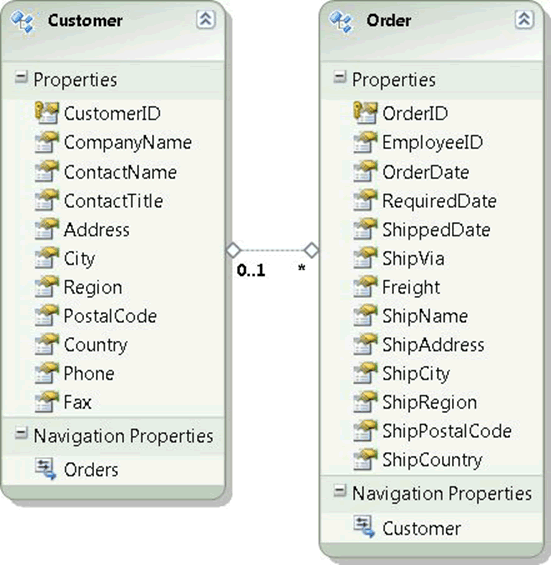 Customer
Properties
CustomerID
CompanyName
ContactName
ContactTitle
Address
City
Region
PostalCode
Country
Phone
Fax
Navigation Properties
Orders
0..1 *
Order
Properties
OrderID
EmployeeID
OrderDate
RequiredDate
ShippedDate
ShipVia
Freight
ShipName
ShipAddress
ShipCity
ShipRegion
ShipPostalCode
ShipCountry
Navigation Properties
Customer